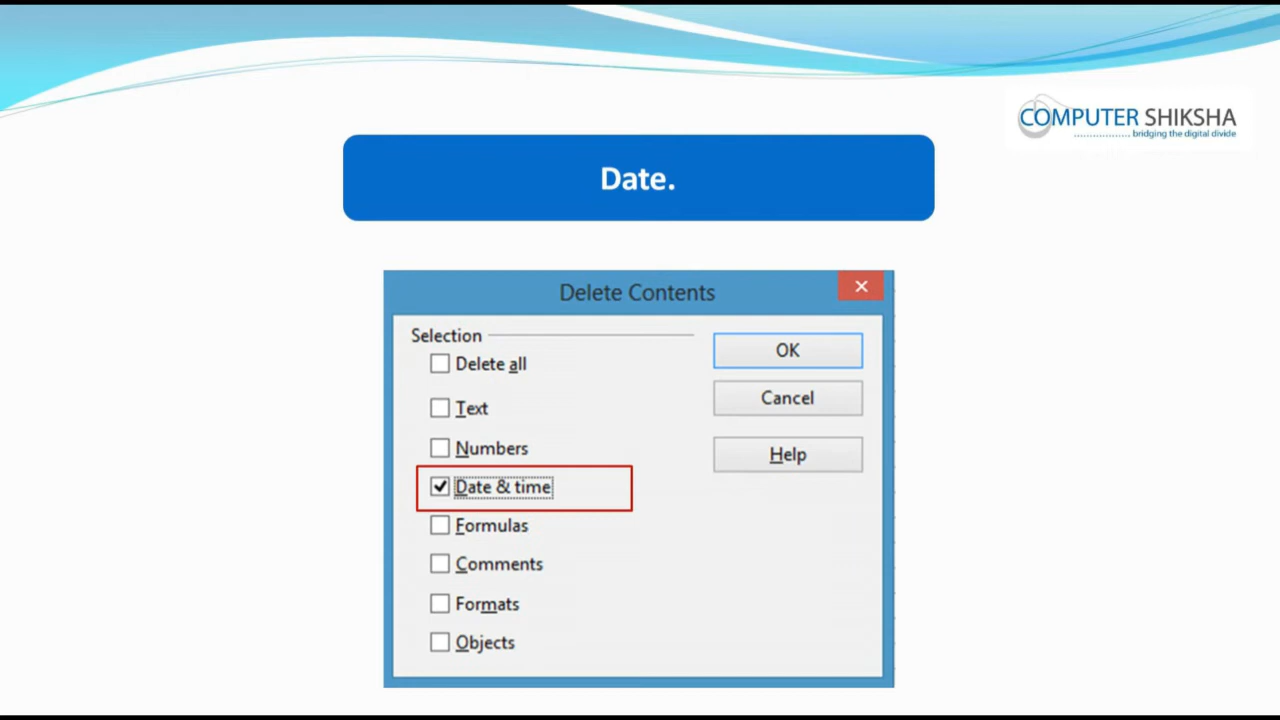 COMPUTER SHIKSHA
bridging the digital divide
Date.
Delete Contents
Selection
Delete all
Text
Numbers
Date & time
Formulas
Comments
Formats
Objects
OK
Cancel
Help